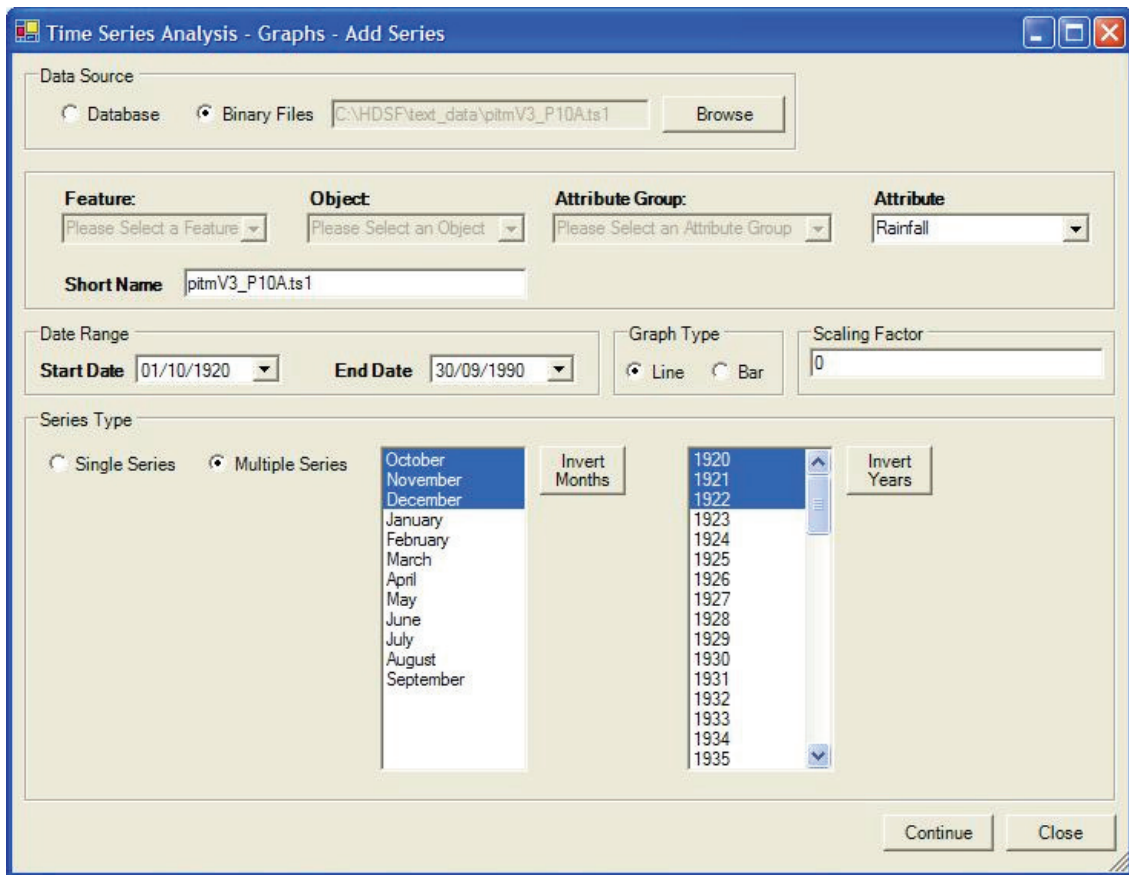 Time Series Analysis - Graphs - Add Series
Data Source
Database Binary Files C:\HDSF\text_data\pitmV3_P10A.ts1 Browse
Feature: Object: Attribute Group: Attribute
Please Select a Feature Please Select an Object Please Select an Attribute Group Rainfall
Short Name pitmV3_P10A.ts1
Date Range Graph Type Scaling Factor
Start Date 01/10/1920 End Date 30/09/1990 Line Bar 0
Series Type
Single Series Multiple Series
October
November
December
January
February
March
April
May
June
July
August
September
Invert
Months
1920
1921
1922
1923
1924
1925
1926
1927
1928
1929
1930
1931
1932
1933
1934
1935
Invert
Years
Continue Close